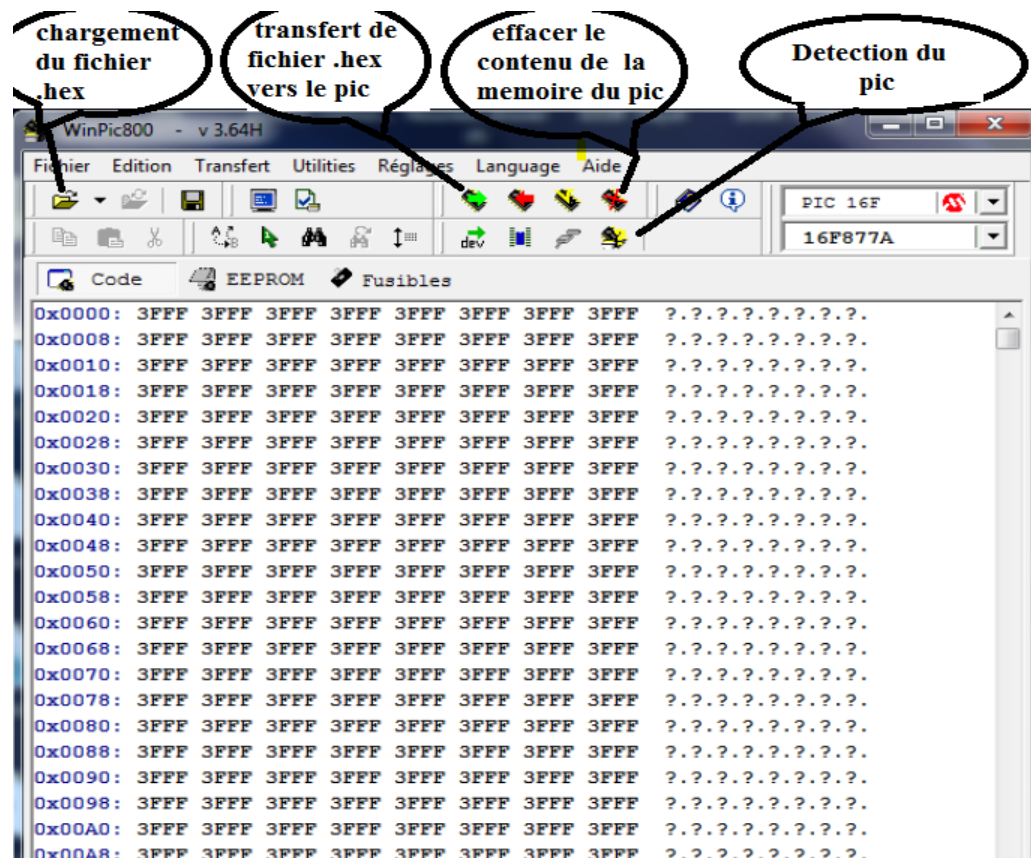 chargement
du fichier
.hex
transfert de
fichier .hex
vers le pic
effacer le
contenu de la
memoire du pic
Detection du
pic
WinPic800 - v 3.64H
Fichier Edition Transfert Utilities Réglages Language Aide
PIC 16F
dev
16F877A
Code EEPROM Fusibles
0x0000: 3FFF 3FFF 3FFF 3FFF 3FFF 3FFF 3FFF 3FFF ?.?.?.?.?.?.?.?.
0x0008: 3FFF 3FFF 3FFF 3FFF 3FFF 3FFF 3FFF 3FFF ?.?.?.?.?.?.?.?.
0x0010: 3FFF 3FFF 3FFF 3FFF 3FFF 3FFF 3FFF 3FFF ?.?.?.?.?.?.?.?.
0x0018: 3FFF 3FFF 3FFF 3FFF 3FFF 3FFF 3FFF 3FFF ?.?.?.?.?.?.?.?.
0x0020: 3FFF 3FFF 3FFF 3FFF 3FFF 3FFF 3FFF 3FFF ?.?.?.?.?.?.?.?.
0x0028: 3FFF 3FFF 3FFF 3FFF 3FFF 3FFF 3FFF 3FFF ?.?.?.?.?.?.?.?.
0x0030: 3FFF 3FFF 3FFF 3FFF 3FFF 3FFF 3FFF 3FFF ?.?.?.?.?.?.?.?.
0x0038: 3FFF 3FFF 3FFF 3FFF 3FFF 3FFF 3FFF 3FFF ?.?.?.?.?.?.?.?.
0x0040: 3FFF 3FFF 3FFF 3FFF 3FFF 3FFF 3FFF 3FFF ?.?.?.?.?.?.?.?.
0x0048: 3FFF 3FFF 3FFF 3FFF 3FFF 3FFF 3FFF 3FFF ?.?.?.?.?.?.?.?.
0x0050: 3FFF 3FFF 3FFF 3FFF 3FFF 3FFF 3FFF 3FFF ?.?.?.?.?.?.?.?.
0x0058: 3FFF 3FFF 3FFF 3FFF 3FFF 3FFF 3FFF 3FFF ?.?.?.?.?.?.?.?.
0x0060: 3FFF 3FFF 3FFF 3FFF 3FFF 3FFF 3FFF 3FFF ?.?.?.?.?.?.?.?.
0x0068: 3FFF 3FFF 3FFF 3FFF 3FFF 3FFF 3FFF 3FFF ?.?.?.?.?.?.?.?.
0x0070: 3FFF 3FFF 3FFF 3FFF 3FFF 3FFF 3FFF 3FFF ?.?.?.?.?.?.?.?.
0x0078: 3FFF 3FFF 3FFF 3FFF 3FFF 3FFF 3FFF 3FFF ?.?.?.?.?.?.?.?.
0x0080: 3FFF 3FFF 3FFF 3FFF 3FFF 3FFF 3FFF 3FFF ?.?.?.?.?.?.?.?.
0x0088: 3FFF 3FFF 3FFF 3FFF 3FFF 3FFF 3FFF 3FFF ?.?.?.?.?.?.?.?.
0x0090: 3FFF 3FFF 3FFF 3FFF 3FFF 3FFF 3FFF 3FFF ?.?.?.?.?.?.?.?.
0x0098: 3FFF 3FFF 3FFF 3FFF 3FFF 3FFF 3FFF 3FFF ?.?.?.?.?.?.?.?.
0x00A0: 3FFF 3FFF 3FFF 3FFF 3FFF 3FFF 3FFF 3FFF ?.?.?.?.?.?.?.?.
0x00A8: 3FFF 3FFF 3FFF 3FFF 3FFF 3FFF 3FFF 3FFF ?.?.?.?.?.?.?.?.